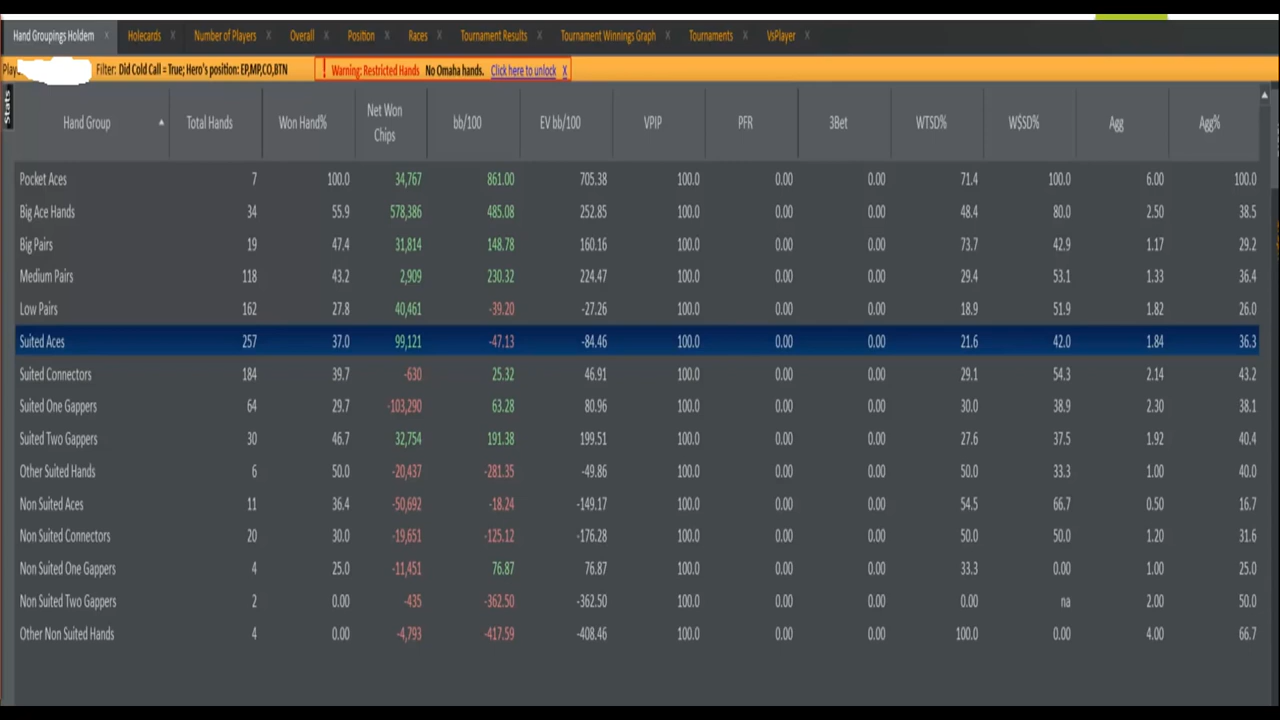 Hand Groupings Holdem x Holecards x Number of Players x Overall x Position x Races x Tournament Results x Tournament Winnings Graph x Tournaments x VsPlayer x
Filter: Did Cold Call = True; Hero's position: EP,MP,CO,BTN ! Warning: Restricted Hands No Omaha hands. Click here to unlock X
Stats
Hand Group Total Hands Won Hand% Net Won Chips bb/100 EV bb/100 VPIP PFR 3Bet WTSD% W$SD% Agg Agg%
Pocket Aces 7 100.0 34,767 861.00 705.38 100.0 0.00 0.00 71.4 100.0 6.00 100.0
Big Ace Hands 34 55.9 578,386 485.08 252.85 100.0 0.00 0.00 48.4 80.0 2.50 38.5
Big Pairs 19 47.4 31,814 148.78 160.16 100.0 0.00 0.00 73.7 42.9 1.17 29.2
Medium Pairs 118 43.2 2,909 230.32 224.47 100.0 0.00 0.00 29.4 53.1 1.33 36.4
Low Pairs 162 27.8 40,461 -39.20 -27.26 100.0 0.00 0.00 18.9 51.9 1.82 26.0
Suited Aces 257 37.0 99,121 -47.13 -84.46 100.0 0.00 0.00 21.6 42.0 1.84 36.3
Suited Connectors 184 39.7 -630 25.32 46.91 100.0 0.00 0.00 29.1 54.3 2.14 43.2
Suited One Gappers 64 29.7 -103,290 63.28 80.96 100.0 0.00 0.00 30.0 38.9 2.30 38.1
Suited Two Gappers 30 46.7 32,754 191.38 199.51 100.0 0.00 0.00 27.6 37.5 1.92 40.4
Other Suited Hands 6 50.0 -20,437 -281.35 -49.86 100.0 0.00 0.00 50.0 33.3 1.00 40.0
Non Suited Aces 11 36.4 -50,692 -18.24 -149.17 100.0 0.00 0.00 54.5 66.7 0.50 16.7
Non Suited Connectors 20 30.0 -19,651 -125.12 -176.28 100.0 0.00 0.00 50.0 50.0 1.20 31.6
Non Suited One Gappers 4 25.0 -11,451 76.87 76.87 100.0 0.00 0.00 33.3 0.00 1.00 25.0
Non Suited Two Gappers 2 0.00 -435 -362.50 -362.50 100.0 0.00 0.00 0.00 na 2.00 50.0
Other Non Suited Hands 4 0.00 -4,793 -417.59 -408.46 100.0 0.00 0.00 100.0 0.00 4.00 66.7